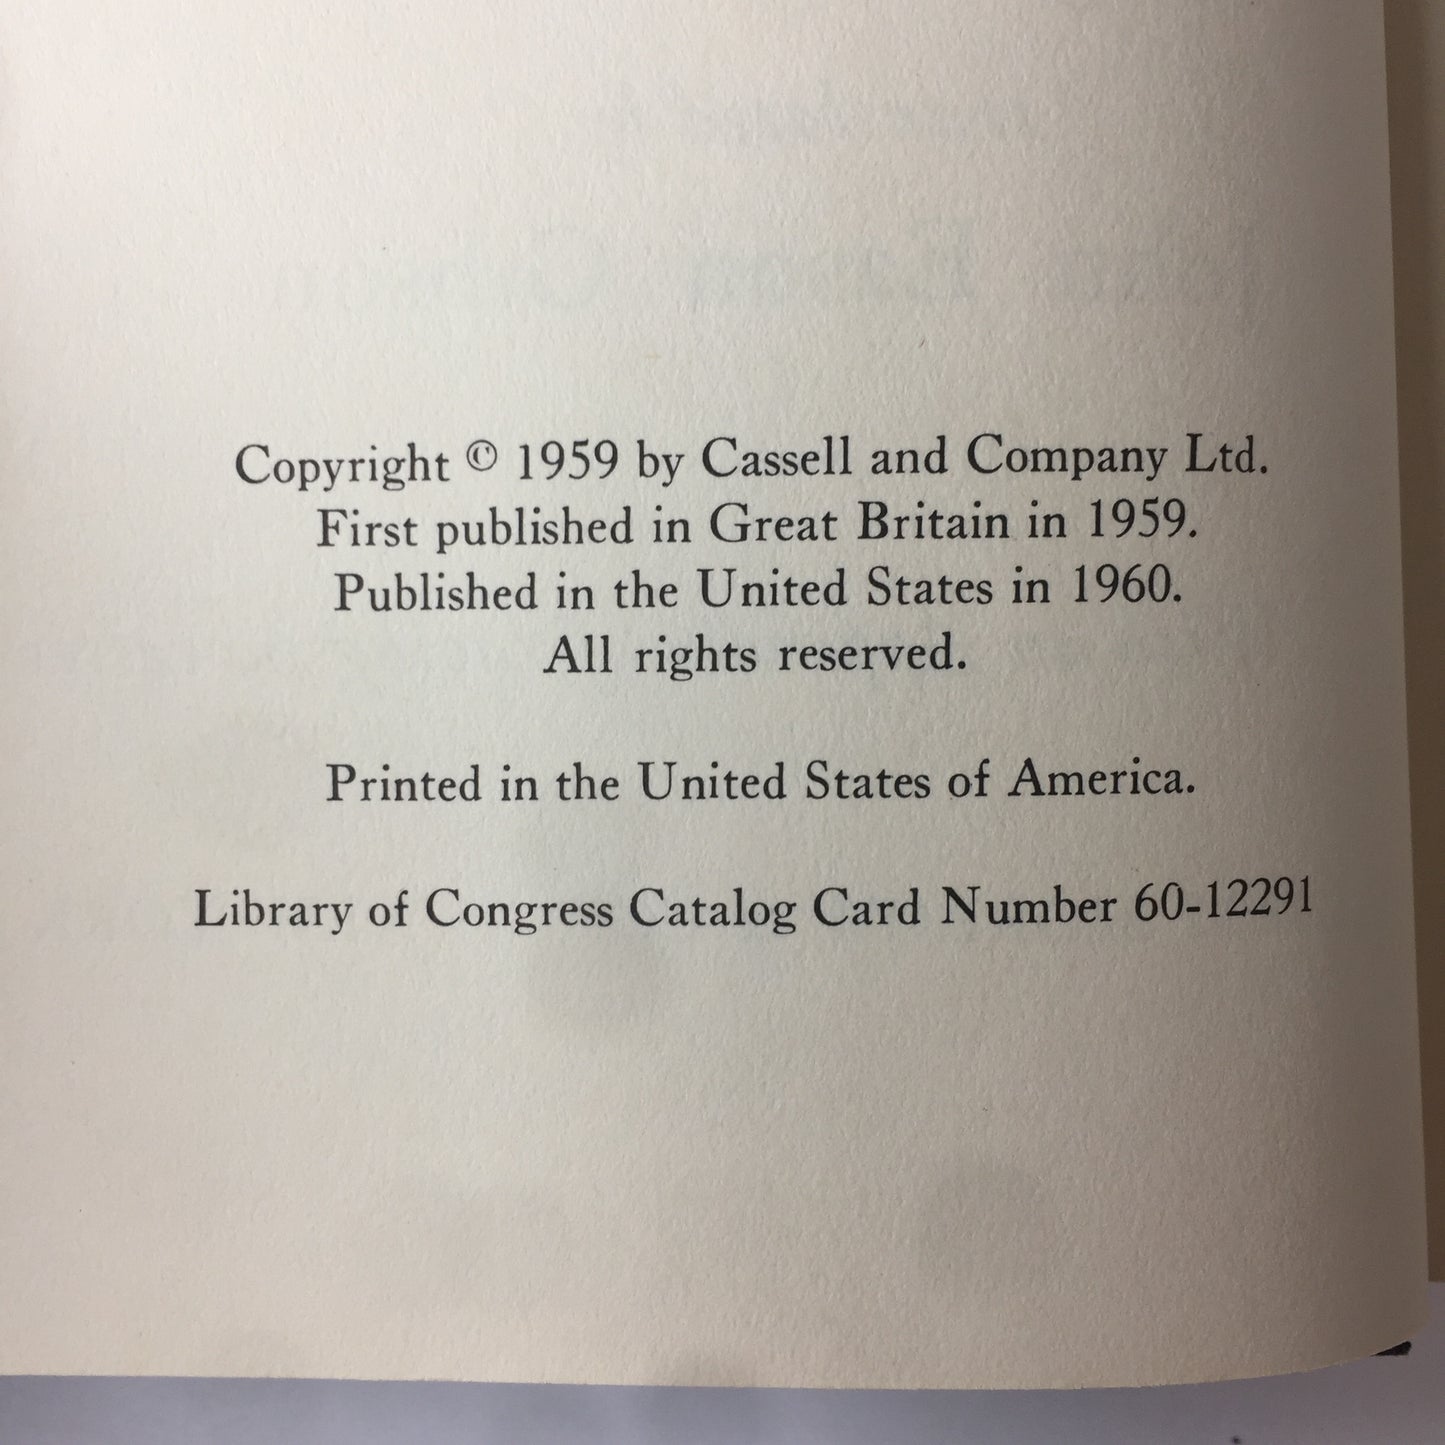 Copyright © 1959 by Cassell and Company Ltd.
First published in Great Britain in 1959.
Published in the United States in 1960.
All rights reserved.
Printed in the United States of America.
Library of Congress Catalog Card Number 60-12291